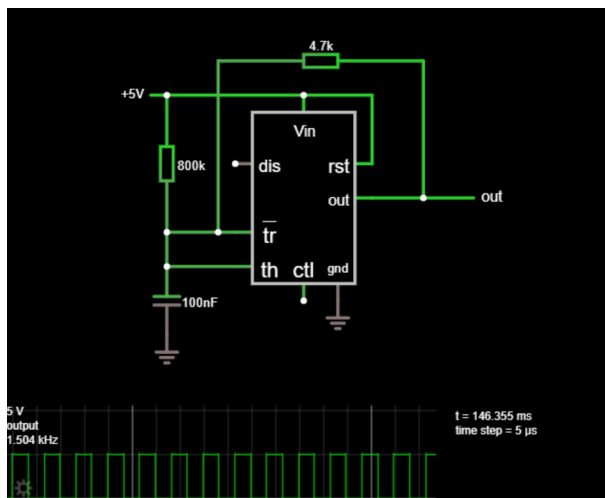 4.7k
+5V
Vin
800k
dis
rst
out
out
tr
th
ctl
gnd
100nF
5 V
output
1.504 kHz
t = 146.355 ms
time step = 5 µs